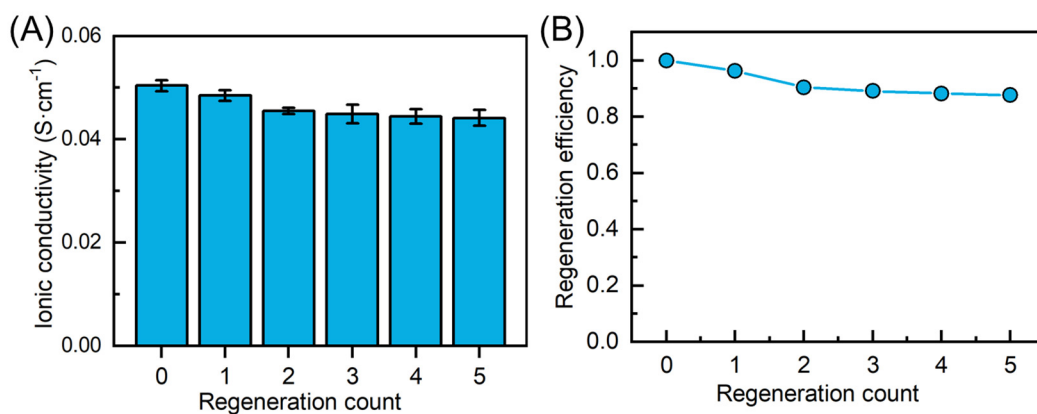 (A)
0.06
0.04
0.02
0.00
Ionic conductivity (S·cm⁻¹)
0 1 2 3 4 5
Regeneration count
(B)
1.0
0.8
0.6
0.4
0.2
0.0
Regeneration efficiency
0 1 2 3 4 5
Regeneration count